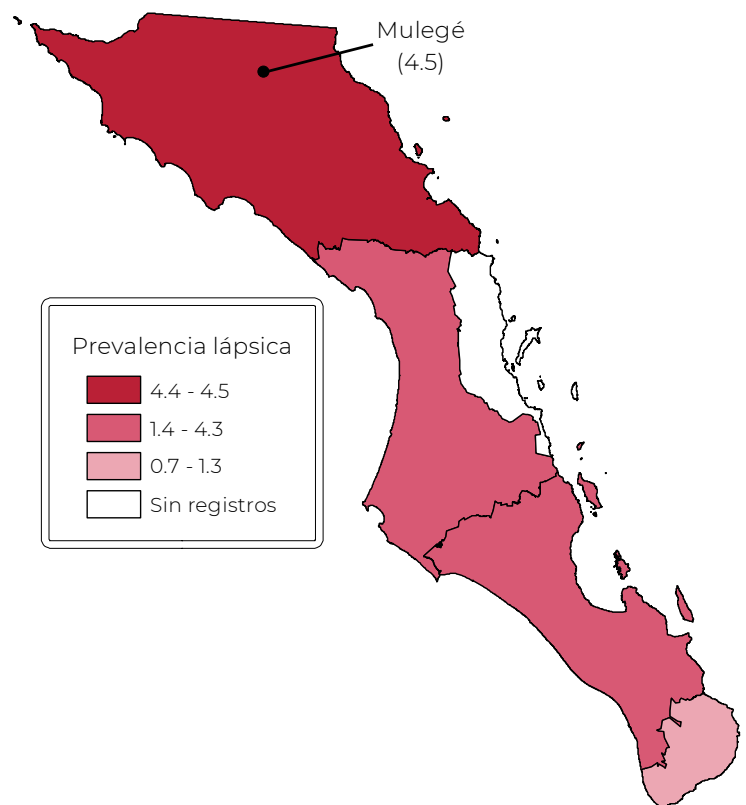 Mulegé
(4.5)
Prevalencia lápsica
4.4 - 4.5
1.4 - 4.3
0.7 - 1.3
Sin registros